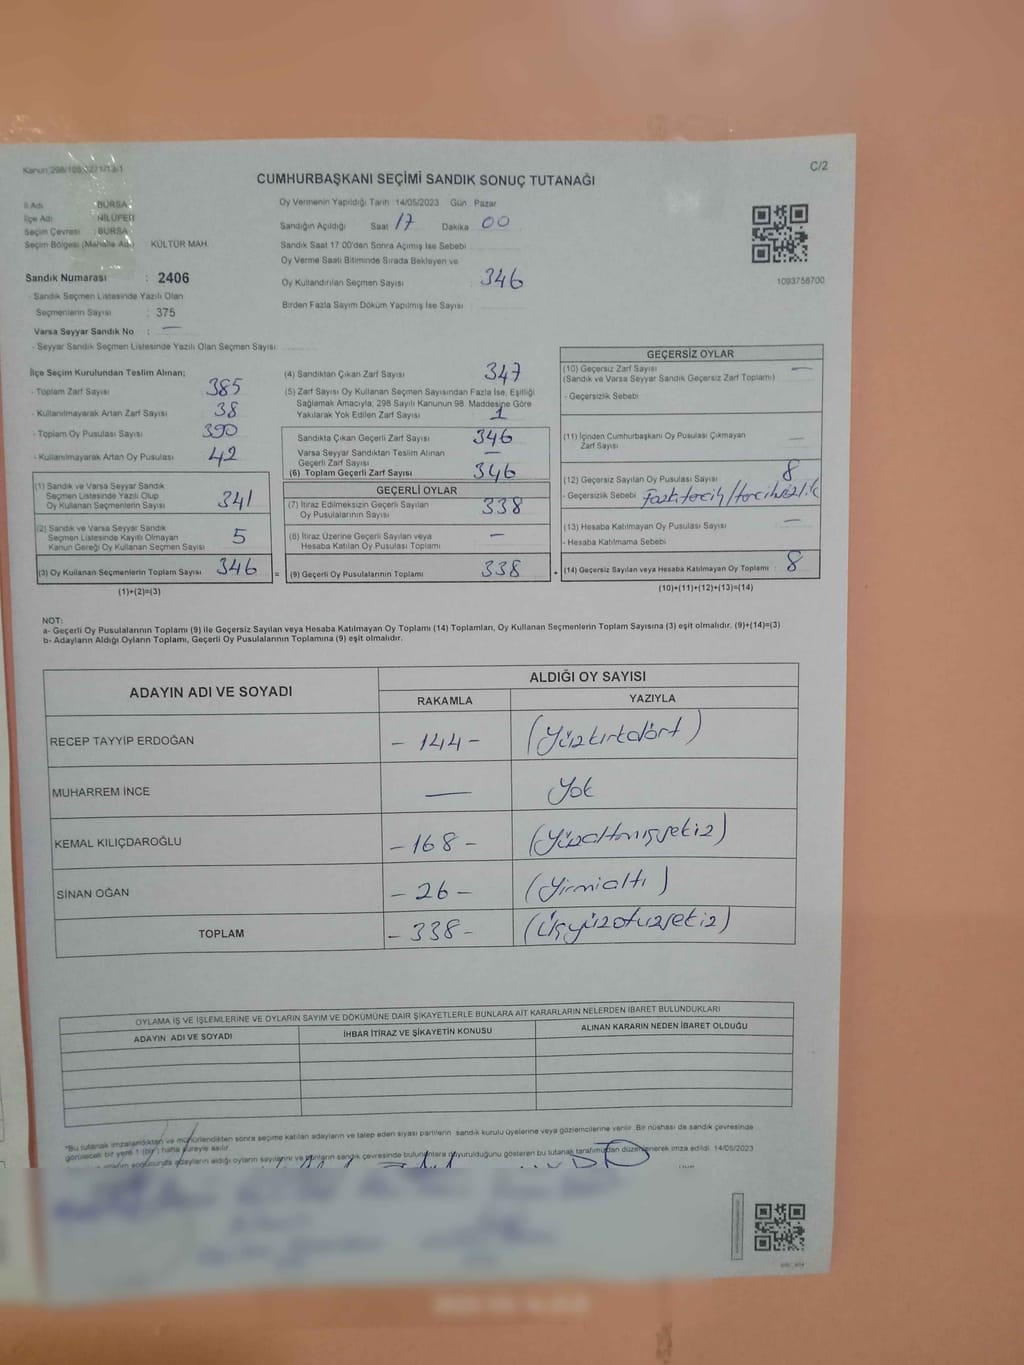 Kanun:298/105,5271/13-1
C/2
CUMHURBAŞKANI SEÇİMİ SANDIK SONUÇ TUTANAĞI
İl Adı : BURSA
İlçe Adı : NİLÜFER
Seçim Çevresi : BURSA
Seçim Bölgesi (Mahalle Adı) KÜLTÜR MAH.
Sandık Numarası : 2406
- Sandık Seçmen Listesinde Yazılı Olan
Seçmenlerin Sayısı : 375
Varsa Seyyar Sandık No : —
- Seyyar Sandık Seçmen Listesinde Yazılı Olan Seçmen Sayısı
Oy Vermenin Yapıldığı Tarih 14/05/2023 Gün Pazar
Sandığın Açıldığı Saat 17 Dakika 00
Sandık Saat 17 00'den Sonra Açmış İse Sebebi
Oy Verme Saati Bitiminde Sırada Bekleyen ve
Oy Kullandırılan Seçmen Sayısı 346
Birden Fazla Sayım Döküm Yapılmış İse Sayısı
1093756700
İlçe Seçim Kurulundan Teslim Alınan;
- Toplam Zarf Sayısı 385
- Kullanılmayarak Artan Zarf Sayısı 38
- Toplam Oy Pusulası Sayısı 390
- Kullanılmayarak Artan Oy Pusulası 42
(1) Sandık ve Varsa Seyyar Sandık
Seçmen Listesinde Yazılı Olup
Oy Kullanan Seçmenlerin Sayısı 341
(2) Sandık ve Varsa Seyyar Sandık
Seçmen Listesinde Kayıtlı Olmayan
Kanun Gereği Oy Kullanan Seçmen Sayısı 5
(3) Oy Kullanan Seçmenlerin Toplam Sayısı 346 =
(1)+(2)=(3)
(4) Sandıktan Çıkan Zarf Sayısı 347
(5) Zarf Sayısı Oy Kullanan Seçmen Sayısından Fazla İse, Eşitliği
Sağlamak Amacıyla, 298 Sayılı Kanunun 98. Maddesine Göre
Yakılarak Yok Edilen Zarf Sayısı 1
Sandıkta Çıkan Geçerli Zarf Sayısı 346
Varsa Seyyar Sandıktan Teslim Alınan
Geçerli Zarf Sayısı —
(6) Toplam Geçerli Zarf Sayısı 346
GEÇERLİ OYLAR
(7) İtiraz Edilmeksizin Geçerli Sayılan
Oy Pusulalarının Sayısı 338
(8) İtiraz Üzerine Geçerli Sayılan veya
Hesaba Katılan Oy Pusulası Toplamı —
(9) Geçerli Oy Pusulalarının Toplamı 338 +
GEÇERSİZ OYLAR
(10) Geçersiz Zarf Sayısı —
(Sandık ve Varsa Seyyar Sandık Geçersiz Zarf Toplamı)
- Geçersizlik Sebebi
(11) İçinden Cumhurbaşkanı Oy Pusulası Çıkmayan
Zarf Sayısı —
(12) Geçersiz Sayılan Oy Pusulası Sayısı 8
- Geçersizlik Sebebi Fazk.tercih/tercihsizlik
(13) Hesaba Katılmayan Oy Pusulası Sayısı —
- Hesaba Katılmama Sebebi
(14) Geçersiz Sayılan veya Hesaba Katılmayan Oy Toplamı : 8
(10)+(11)+(12)+(13)=(14)
NOT:
a- Geçerli Oy Pusulalarının Toplamı (9) ile Geçersiz Sayılan veya Hesaba Katılmayan Oy Toplamı (14) Toplamları, Oy Kullanan Seçmenlerin Toplam Sayısına (3) eşit olmalıdır. (9)+(14)=(3)
b- Adayların Aldığı Oyların Toplamı, Geçerli Oy Pusulalarının Toplamına (9) eşit olmalıdır.
ADAYIN ADI VE SOYADI ALDIĞI OY SAYISI
RAKAMLA YAZIYLA
RECEP TAYYİP ERDOĞAN - 144 - (Yüzkırkdört)
MUHARREM İNCE — Yok
KEMAL KILIÇDAROĞLU - 168 - (Yüzaltmışsekiz)
SİNAN OĞAN - 26 - (Yirmialtı)
TOPLAM - 338 - (Üçyüzotuzsekiz)
OYLAMA İŞ VE İŞLEMLERİNE VE OYLARIN SAYIM VE DÖKÜMÜNE DAİR ŞİKAYETLERLE BUNLARA AİT KARARLARIN NELERDEN İBARET BULUNDUKLARI
ADAYIN ADI VE SOYADI İHBAR İTİRAZ VE ŞİKAYETİN KONUSU ALINAN KARARIN NEDEN İBARET OLDUĞU
"Bu tutanak imzalandıktan ve mühürlendikten sonra seçime katılan adayların ve talep eden siyasi partilerin sandık kurulu üyelerine veya gözlemcilerine verilir. Bir nüshası da sandık çevresinde
görülecek bir yere 1 (bir) hafta süreyle asılır.
sonucunda adayların aldığı oyların sayılarını ve bunların sandık çevresinde bulunanlara duyurulduğunu gösteren bu tutanak tarafımızdan düzenlenerek imza edildi. 14/05/2023